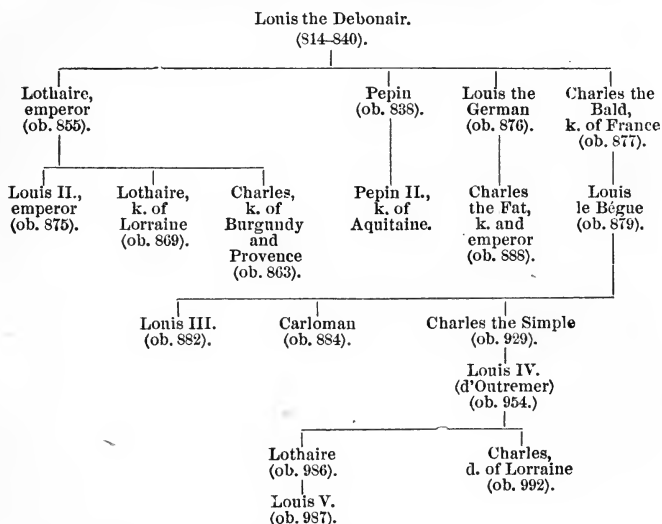 Louis the Debonair.
(814–840).
Lothaire,
emperor
(ob. 855).
Pepin
(ob. 838).
Louis the
German
(ob. 876).
Charles the
Bald,
k. of France
(ob. 877).
Louis II.,
emperor
(ob. 875).
Lothaire,
k. of
Lorraine
(ob. 869).
Charles,
k. of
Burgundy
and
Provence
(ob. 863).
Pepin II.,
k. of
Aquitaine.
Charles
the Fat,
k. and
emperor
(ob. 888).
Louis
le Bégue
(ob. 879).
Louis III.
(ob. 882).
Carloman
(ob. 884).
Charles the Simple
(ob. 929).
Louis IV.
(d'Outremer)
(ob. 954.)
Lothaire
(ob. 986).
Charles,
d. of Lorraine
(ob. 992).
Louis V.
(ob. 987).